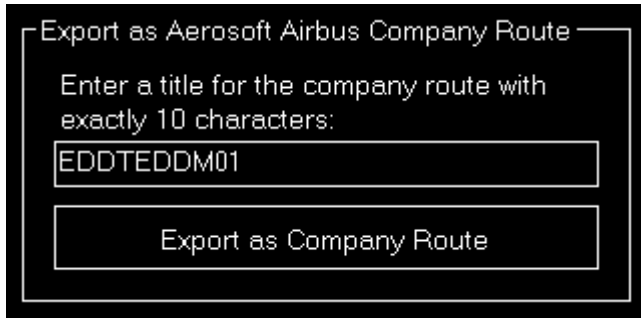 Export as Aerosoft Airbus Company Route
Enter a title for the company route with
exactly 10 characters:
EDDTEDDM01
Export as Company Route